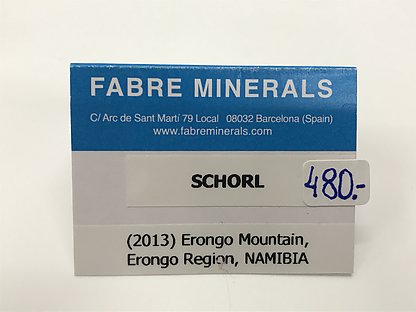 FABRE MINERALS
C/ Arc de Sant Martí 79 Local 08032 Barcelona (Spain)
www.fabreminerals.com
SCHORL
480.-
(2013) Erongo Mountain,
Erongo Region, NAMIBIA